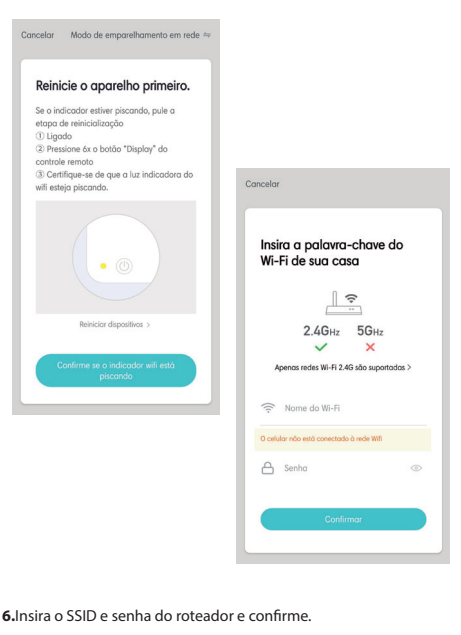 Cancelar Modo de emparelhamento em rede ⇋
Reinicie o aparelho primeiro.
Se o indicador estiver piscando, pule a
etapa de reinicialização
① Ligado
② Pressione 6x o botão "Display" do
controle remoto
③ Certifique-se de que a luz indicadora do
wifi esteja piscando.
Reiniciar dispositivos >
Confirme se o indicador wifi está
piscando
Cancelar
Insira a palavra-chave do
Wi-Fi de sua casa
2.4GHz 5GHz
Apenas redes Wi-Fi 2.4G são suportadas >
Nome do Wi-Fi
O celular não está conectado à rede Wifi
Senha
Confirmar
6.Insira o SSID e senha do roteador e confirme.